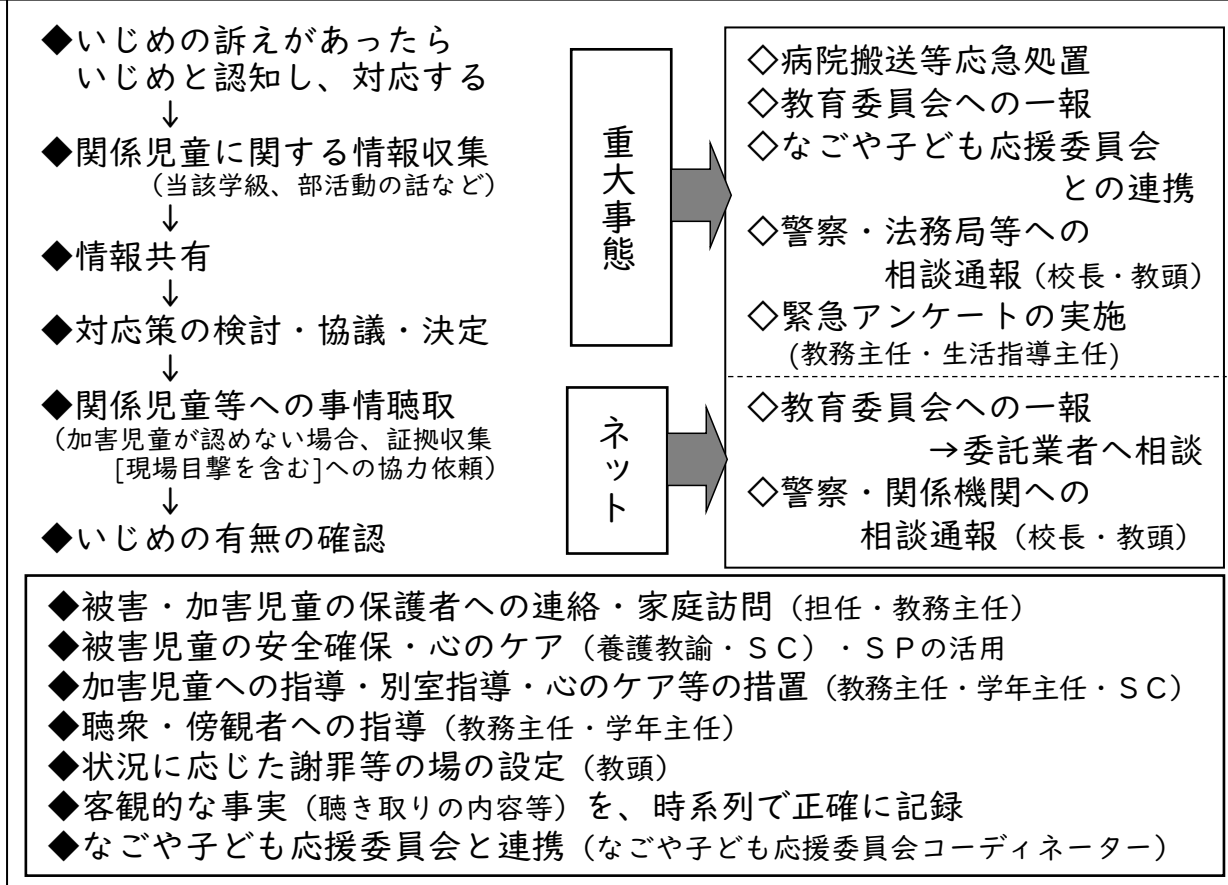 ◆いじめの訴えがあったら
いじめと認知し、対応する
↓
◆関係児童に関する情報収集
（当該学級、部活動の話など）
↓
◆情報共有
↓
◆対応策の検討・協議・決定
↓
◆関係児童等への事情聴取
（加害児童が認めない場合、証拠収集
[現場目撃を含む]への協力依頼）
↓
◆いじめの有無の確認
重大事態
◇病院搬送等応急処置
◇教育委員会への一報
◇なごや子ども応援委員会
との連携
◇警察・法務局等への
相談通報（校長・教頭）
◇緊急アンケートの実施
(教務主任・生活指導主任)
ネット
◇教育委員会への一報
→委託業者へ相談
◇警察・関係機関への
相談通報（校長・教頭）
◆被害・加害児童の保護者への連絡・家庭訪問（担任・教務主任）
◆被害児童の安全確保・心のケア（養護教諭・ＳＣ）・ＳＰの活用
◆加害児童への指導・別室指導・心のケア等の措置（教務主任・学年主任・ＳＣ）
◆聴衆・傍観者への指導（教務主任・学年主任）
◆状況に応じた謝罪等の場の設定（教頭）
◆客観的な事実（聴き取りの内容等）を、時系列で正確に記録
◆なごや子ども応援委員会と連携（なごや子ども応援委員会コーディネーター）